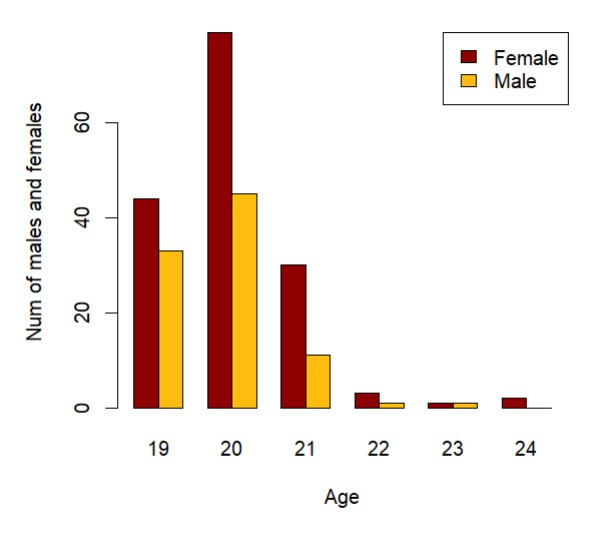 Female
Male
Num of males and females
60
40
20
0
19 20 21 22 23 24
Age